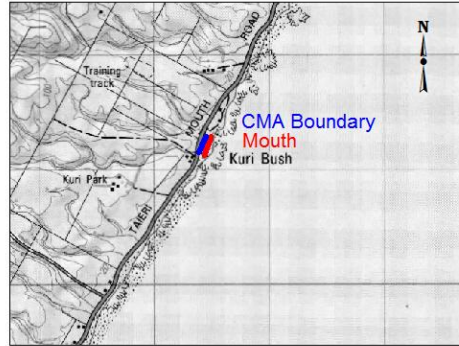 ROAD
N
Training
track
MOUTH
CMA Boundary
Mouth
Kuri Bush
Kuri Park
TAIERI